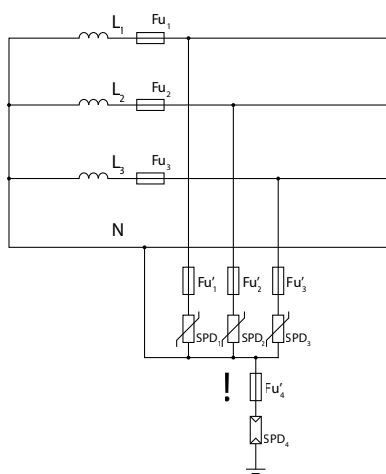 L₁ Fu₁
L₂ Fu₂
L₃ Fu₃
N
Fu'₁ Fu'₂ Fu'₃
SPD₁ SPD₂ SPD₃
! Fu'₄
SPD₄